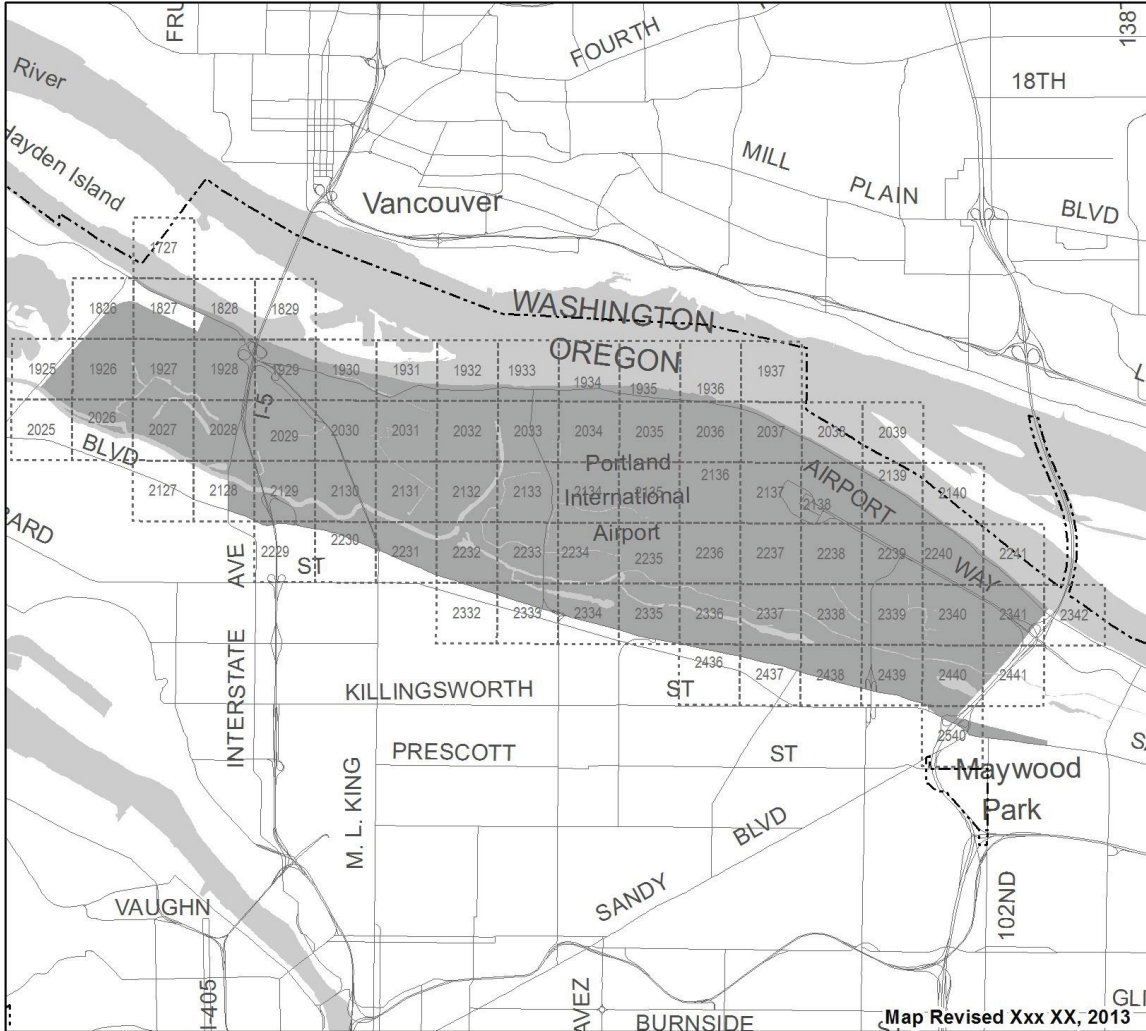 FRU
FOURTH
138T
River
18TH
Hayden Island
MILL
PLAIN
BLVD
Vancouver
1727
WASHINGTON
OREGON
1826 1827 1828 1829
1925 1926 1927 1928 1929 1930 1931 1932 1933 1934 1935 1936 1937
I-5
2025 2026 2027 2028 2029 2030 2031 2032 2033 2034 2035 2036 2037 2038 2039
BLVD
Portland
International
Airport
AIRPORT
WAY
2127 2128 2129 2130 2131 2132 2133 2134 2135 2136 2137 2138 2139 2140
ARD
2229 2230 2231 2232 2233 2234 2235 2236 2237 2238 2239 2240 2241
ST
AVE
INTERSTATE
2332 2333 2334 2335 2336 2337 2338 2339 2340 2341 2342
2436 2437 2438 2439 2440 2441
KILLINGSWORTH
ST
2540
PRESCOTT
ST
Maywood
Park
M. L. KING
SANDY
BLVD
VAUGHN
102ND
I-405
AVEZ
BURNSIDE
GLI
Map Revised Xxx XX, 2013